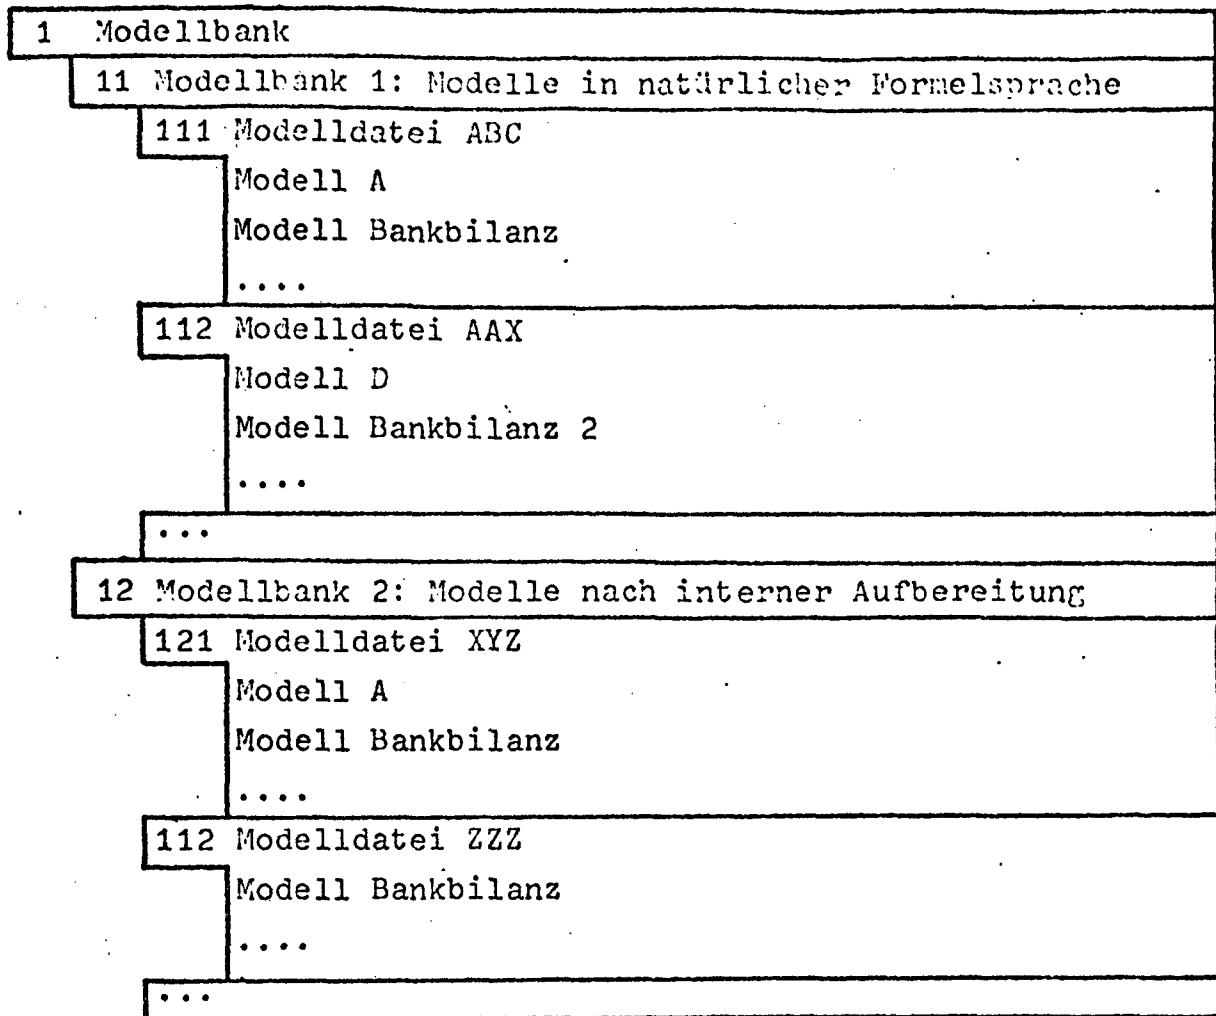 1 Modellbank
11 Modellbank 1: Modelle in natürlicher Formelsprache
111 Modelldatei ABC
Modell A
Modell Bankbilanz
....
112 Modelldatei AAX
Modell D
Modell Bankbilanz 2
....
...
12 Modellbank 2: Modelle nach interner Aufbereitung
121 Modelldatei XYZ
Modell A
Modell Bankbilanz
....
112 Modelldatei ZZZ
Modell Bankbilanz
....
...